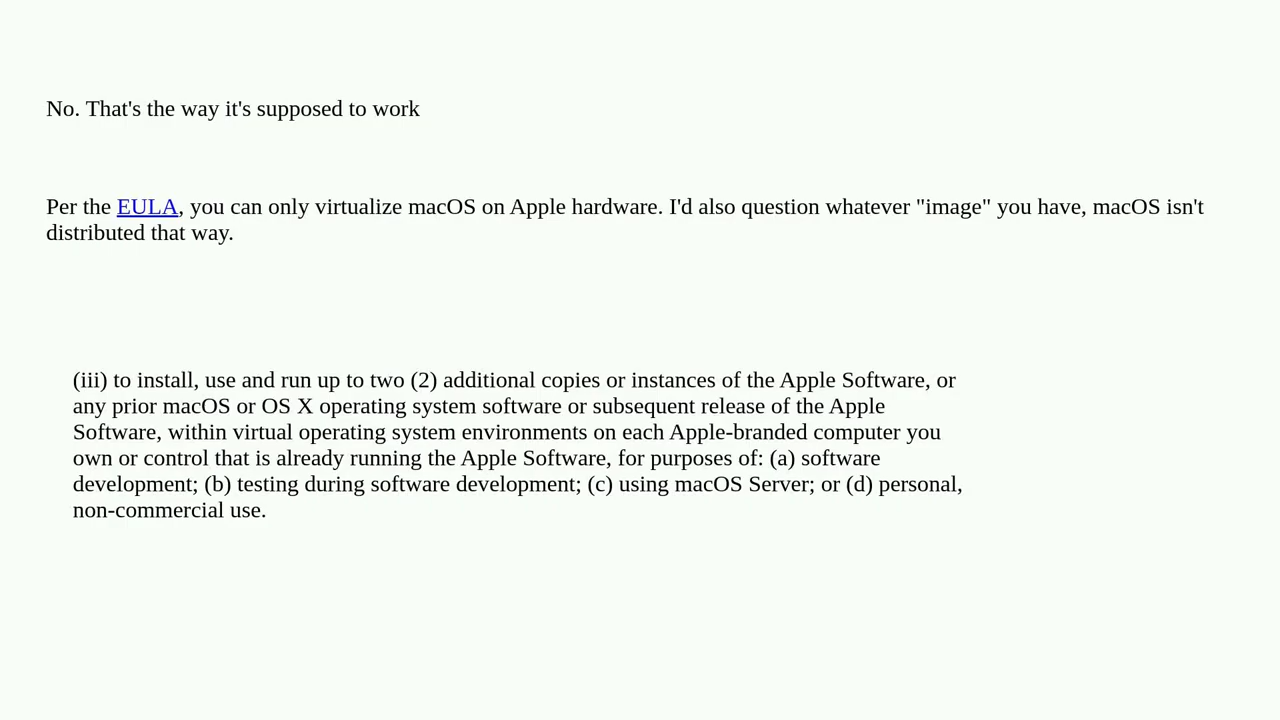 No. That's the way it's supposed to work
Per the EULA, you can only virtualize macOS on Apple hardware. I'd also question whatever "image" you have, macOS isn't
distributed that way.
(iii) to install, use and run up to two (2) additional copies or instances of the Apple Software, or
any prior macOS or OS X operating system software or subsequent release of the Apple
Software, within virtual operating system environments on each Apple-branded computer you
own or control that is already running the Apple Software, for purposes of: (a) software
development; (b) testing during software development; (c) using macOS Server; or (d) personal,
non-commercial use.